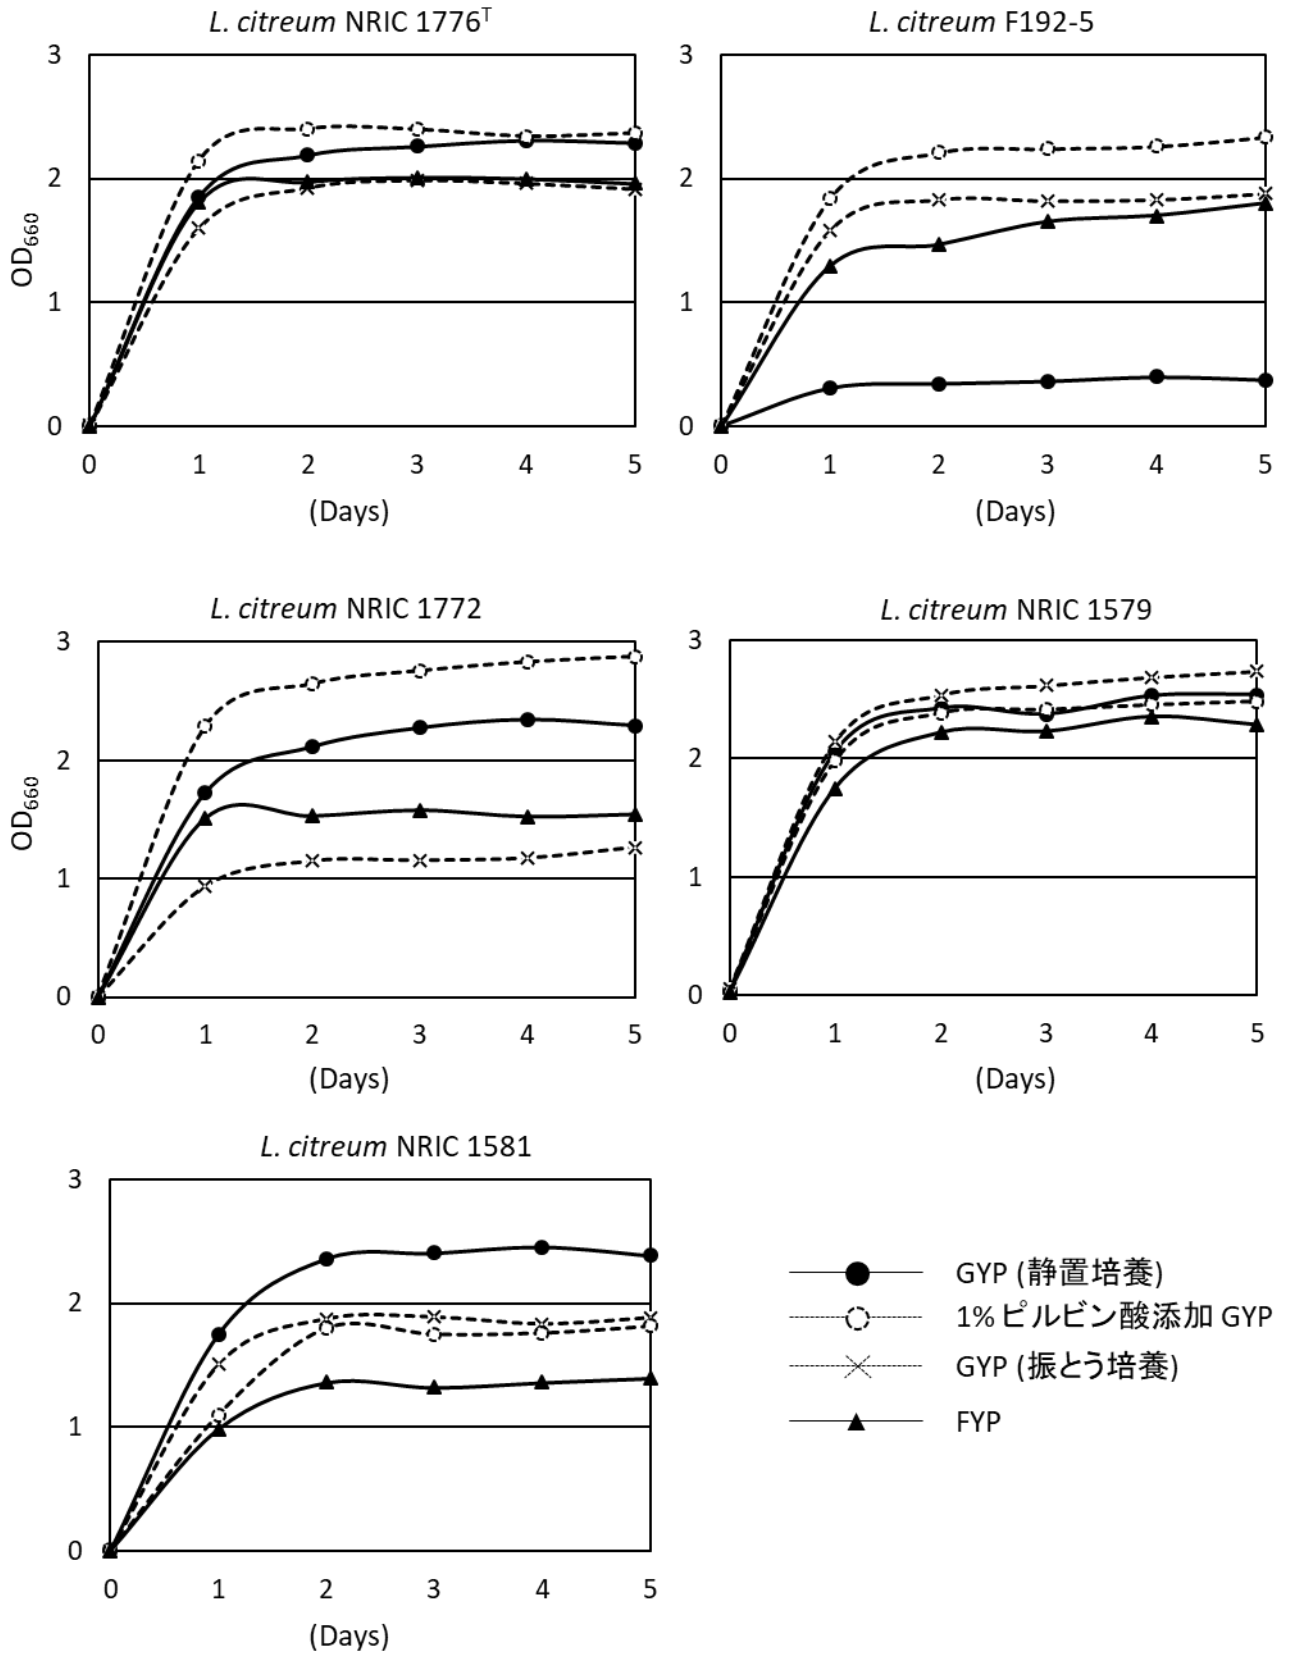 L. citreum NRIC 1776ᵀ
3
2
1
0
OD₆₆₀
0 1 2 3 4 5
(Days)
L. citreum F192-5
3
2
1
0
0 1 2 3 4 5
(Days)
L. citreum NRIC 1772
3
2
1
0
OD₆₆₀
0 1 2 3 4 5
(Days)
L. citreum NRIC 1579
3
2
1
0
0 1 2 3 4 5
(Days)
L. citreum NRIC 1581
3
2
1
0
0 1 2 3 4 5
(Days)
GYP (静置培養)
1% ピルビン酸添加 GYP
GYP (振とう培養)
FYP